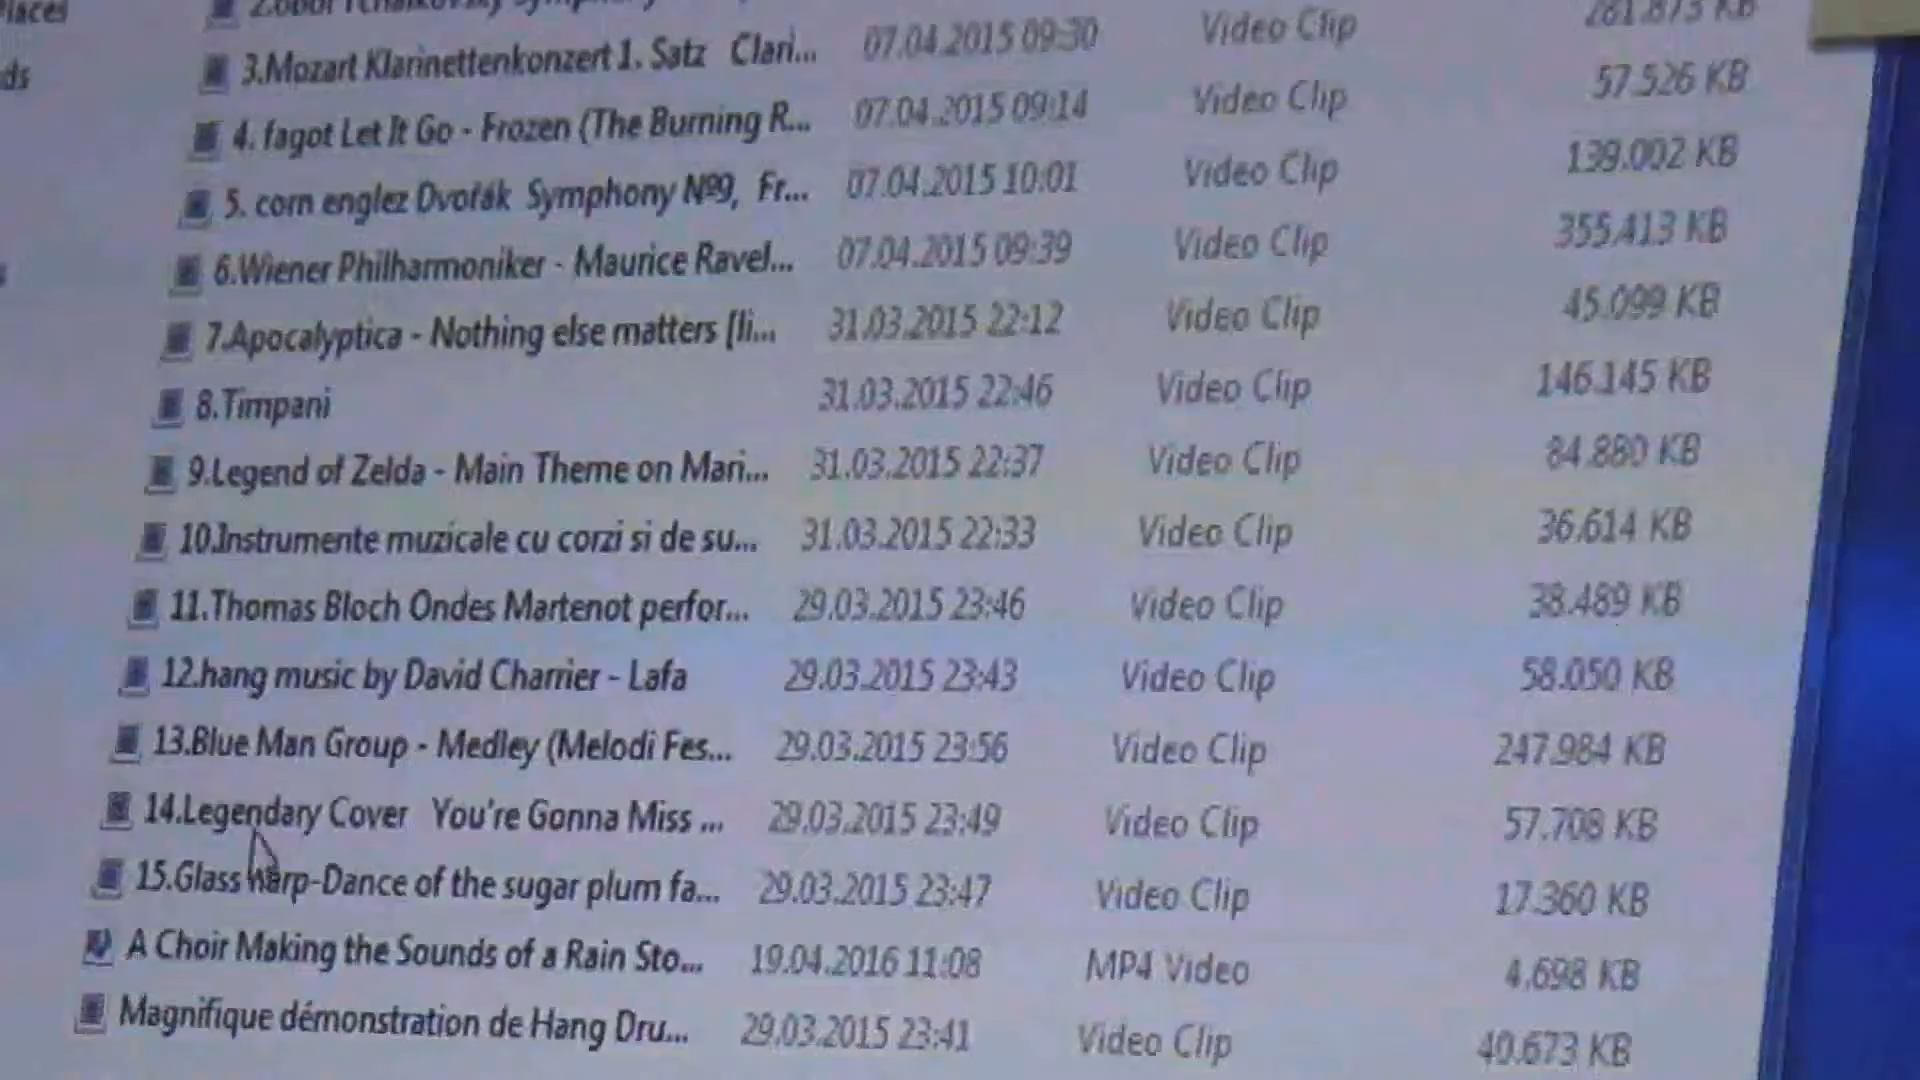 Places
ds
3.Mozart Klarinettenkonzert 1. Satz Clari... 07.04.2015 09:30 Video Clip 281.873 KB
4. fagot Let It Go - Frozen (The Burning R... 07.04.2015 09:14 Video Clip 57.526 KB
5. corn englez Dvořák Symphony №9, Fr... 07.04.2015 10:01 Video Clip 139.002 KB
6.Wiener Philharmoniker - Maurice Ravel... 07.04.2015 09:39 Video Clip 355.413 KB
7.Apocalyptica - Nothing else matters [li... 31.03.2015 22:12 Video Clip 45.099 KB
8.Timpani 31.03.2015 22:46 Video Clip 146.145 KB
9.Legend of Zelda - Main Theme on Mari... 31.03.2015 22:37 Video Clip 84.880 KB
10.Instrumente muzicale cu corzi si de su... 31.03.2015 22:33 Video Clip 36.614 KB
11.Thomas Bloch Ondes Martenot perfor... 29.03.2015 23:46 Video Clip 38.489 KB
12.hang music by David Charrier - Lafa 29.03.2015 23:43 Video Clip 58.050 KB
13.Blue Man Group - Medley (Melodi Fes... 29.03.2015 23:56 Video Clip 247.984 KB
14.Legendary Cover You're Gonna Miss ... 29.03.2015 23:49 Video Clip 57.708 KB
15.Glass harp-Dance of the sugar plum fa... 29.03.2015 23:47 Video Clip 17.360 KB
A Choir Making the Sounds of a Rain Sto... 19.04.2016 11:08 MP4 Video 4.698 KB
Magnifique démonstration de Hang Dru... 29.03.2015 23:41 Video Clip 40.673 KB